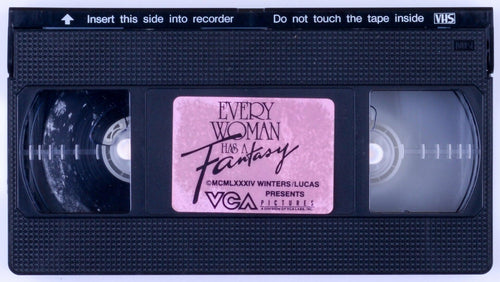 Insert this side into recorder Do not touch the tape inside VHS
EVERY
WOMAN
HAS A
Fantasy
©MCMLXXXIV WINTERS/LUCAS
PRESENTS
VCA PICTURES